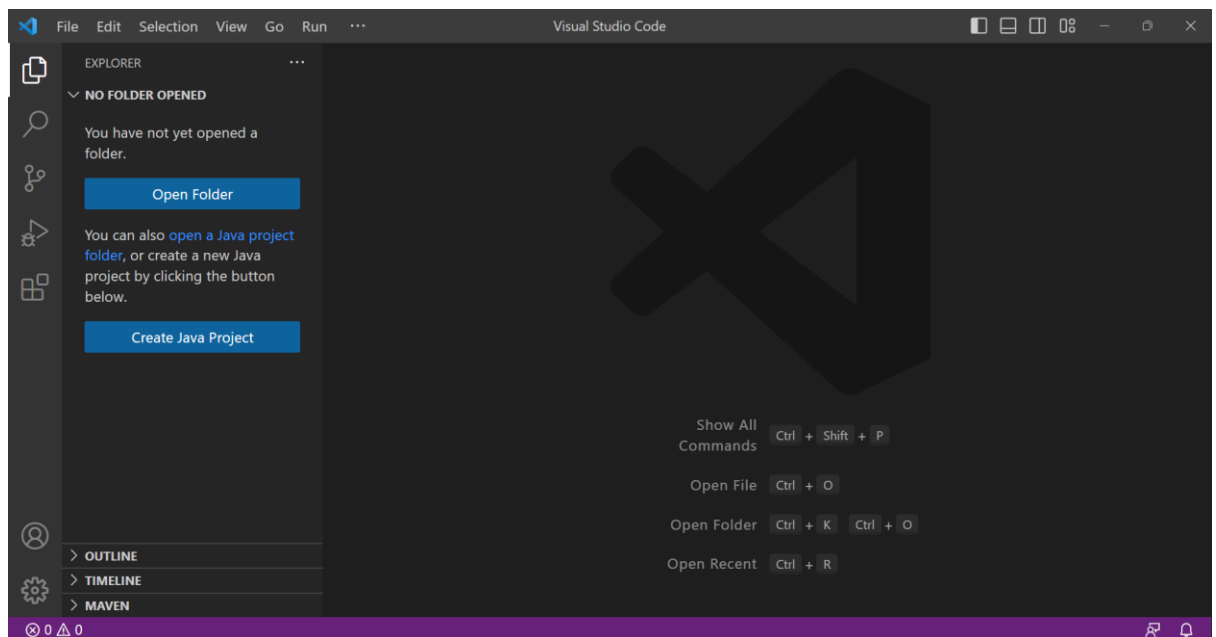 File Edit Selection View Go Run ··· Visual Studio Code
EXPLORER ···
NO FOLDER OPENED
You have not yet opened a
folder.
Open Folder
You can also open a Java project
folder, or create a new Java
project by clicking the button
below.
Create Java Project
OUTLINE
TIMELINE
MAVEN
Show All
Commands Ctrl + Shift + P
Open File Ctrl + O
Open Folder Ctrl + K Ctrl + O
Open Recent Ctrl + R
0 0